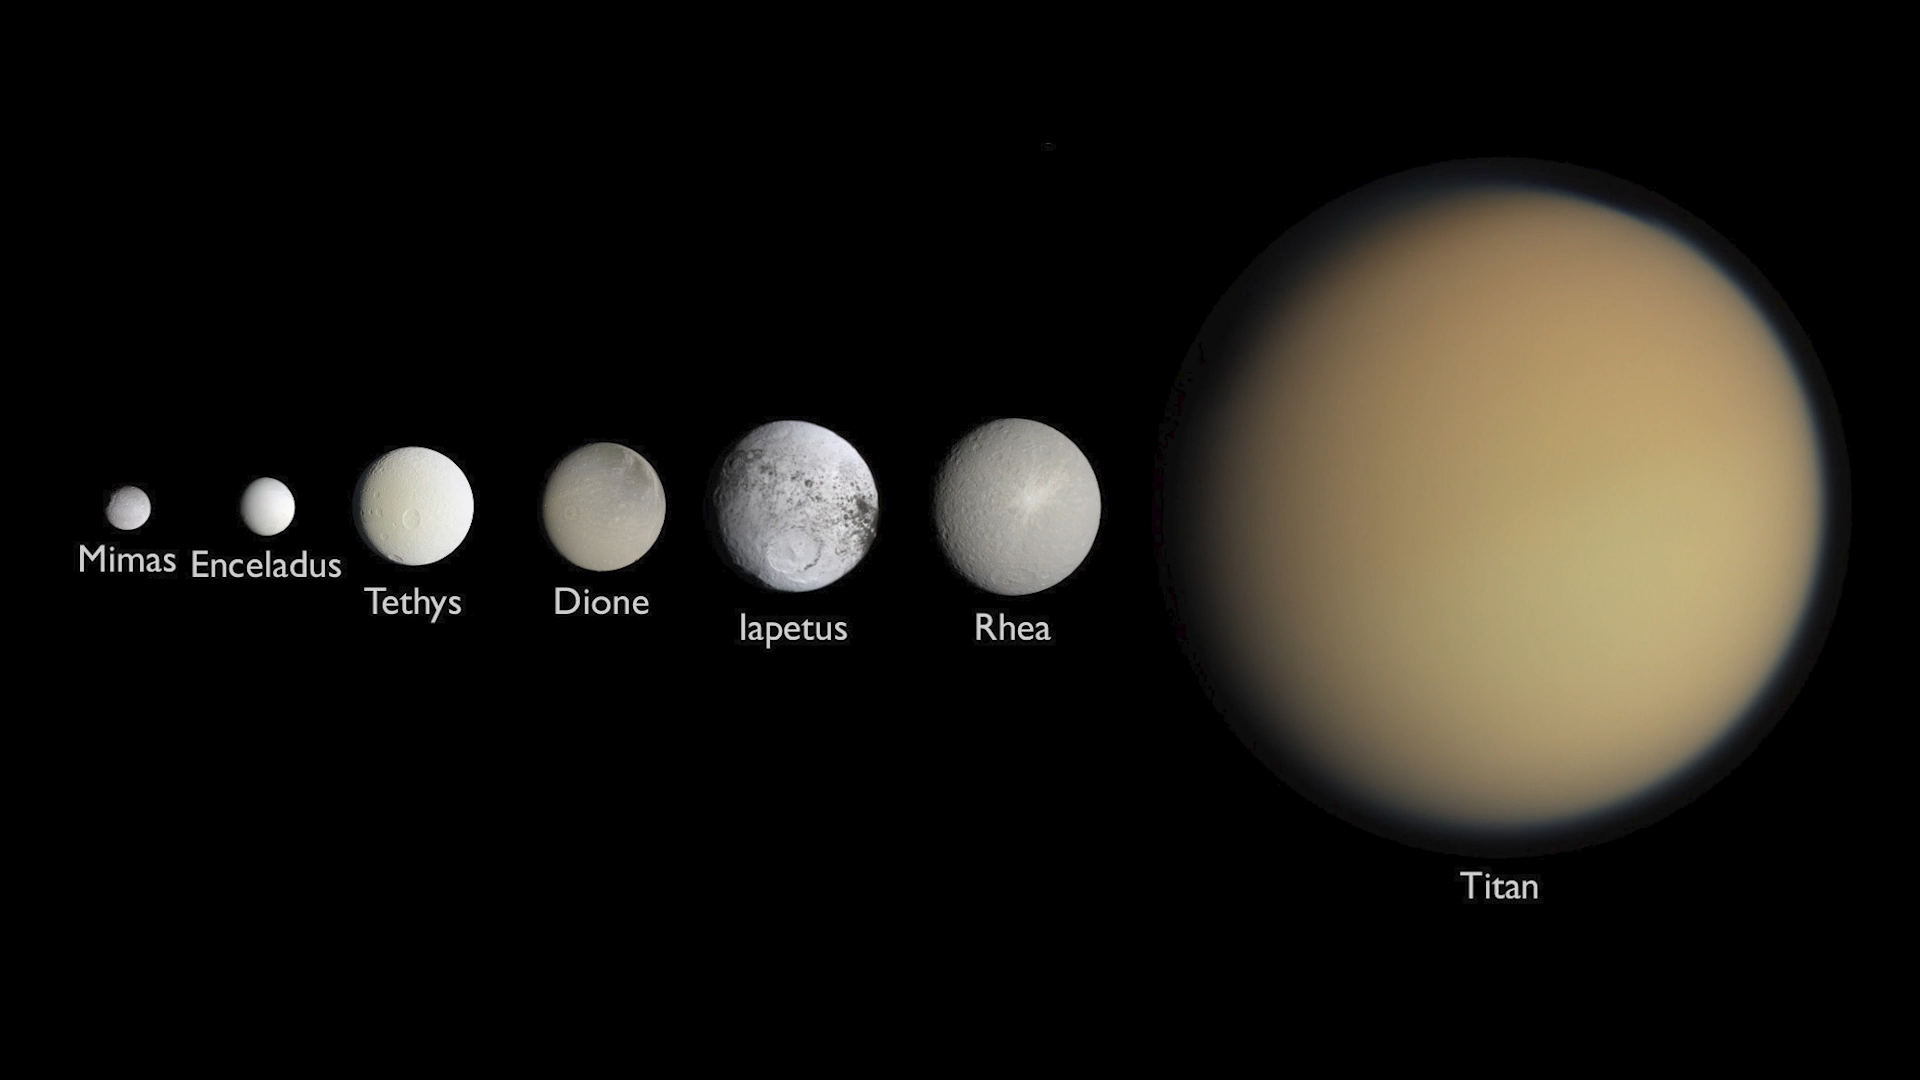 Mimas
Enceladus
Tethys
Dione
Iapetus
Rhea
Titan